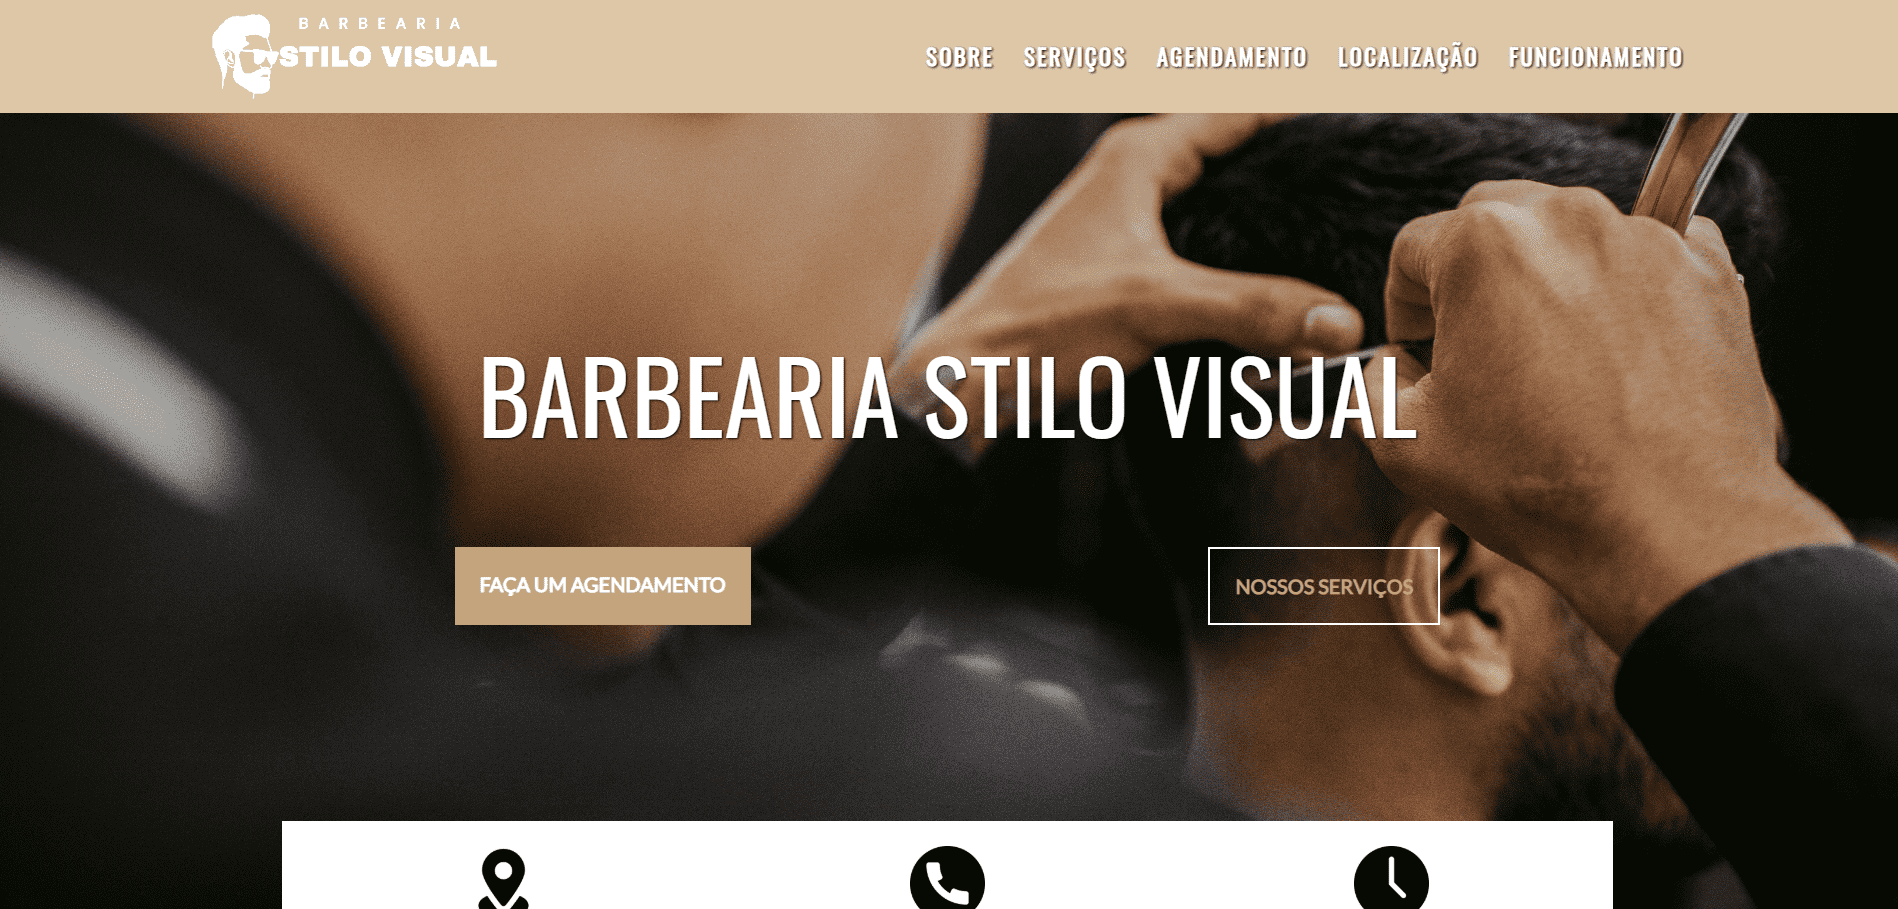 BARBEARIA
STILO VISUAL
SOBRE SERVIÇOS AGENDAMENTO LOCALIZAÇÃO FUNCIONAMENTO
BARBEARIA STILO VISUAL
FAÇA UM AGENDAMENTO
NOSSOS SERVIÇOS